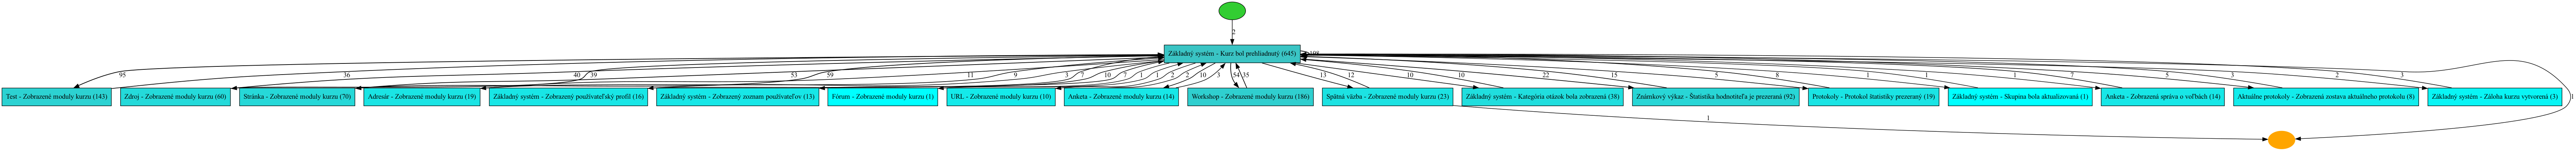 2
Základný systém - Kurz bol prehliadnutý (645)
95
36
40
39
53
59
11
9
3
7
10
7
1
1
2
2
10
3
54
35
13
12
10
10
22
15
5
8
1
1
1
7
5
3
2
3
1
Test - Zobrazené moduly kurzu (143)
Zdroj - Zobrazené moduly kurzu (60)
Stránka - Zobrazené moduly kurzu (70)
Adresár - Zobrazené moduly kurzu (19)
Základný systém - Zobrazený používateľský profil (16)
Základný systém - Zobrazený zoznam používateľov (13)
Fórum - Zobrazené moduly kurzu (1)
URL - Zobrazené moduly kurzu (10)
Anketa - Zobrazené moduly kurzu (14)
Workshop - Zobrazené moduly kurzu (186)
Spätná väzba - Zobrazené moduly kurzu (23)
Základný systém - Kategória otázok bola zobrazená (38)
Známkový výkaz - Štatistika hodnotiteľa je prezeraná (92)
Protokoly - Protokol štatistiky prezeraný (19)
Základný systém - Skupina bola aktualizovaná (1)
Anketa - Zobrazená správa o voľbách (14)
Aktuálne protokoly - Zobrazená zostava aktuálneho protokolu (8)
Základný systém - Záloha kurzu vytvorená (3)
1